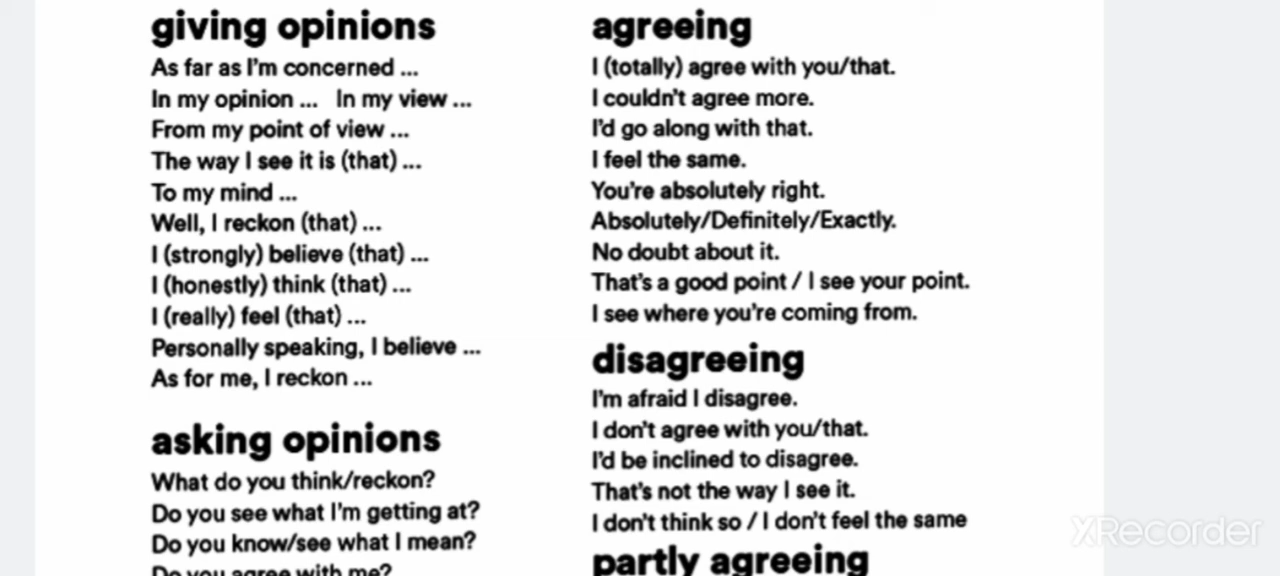 giving opinions
As far as I'm concerned ...
In my opinion ... In my view ...
From my point of view ...
The way I see it is (that) ...
To my mind ...
Well, I reckon (that) ...
I (strongly) believe (that) ...
I (honestly) think (that) ...
I (really) feel (that) ...
Personally speaking, I believe ...
As for me, I reckon ...
asking opinions
What do you think/reckon?
Do you see what I'm getting at?
Do you know/see what I mean?
Do you agree with me?
agreeing
I (totally) agree with you/that.
I couldn't agree more.
I'd go along with that.
I feel the same.
You're absolutely right.
Absolutely/Definitely/Exactly.
No doubt about it.
That's a good point / I see your point.
I see where you're coming from.
disagreeing
I'm afraid I disagree.
I don't agree with you/that.
I'd be inclined to disagree.
That's not the way I see it.
I don't think so / I don't feel the same
partly agreeing
XRecorder